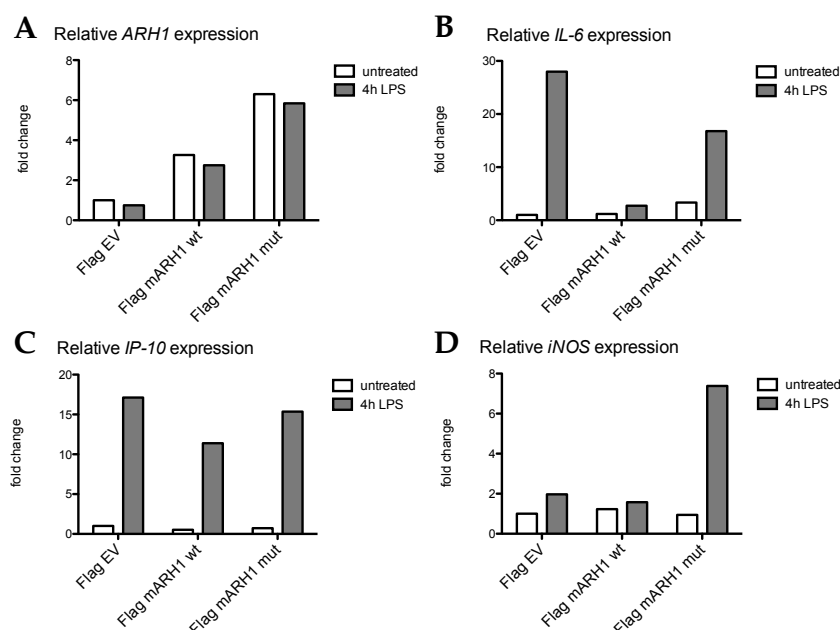 A Relative ARH1 expression
8
6
4
2
0
fold change
untreated
4h LPS
Flag EV
Flag mARH1 wt
Flag mARH1 mut
B Relative IL-6 expression
30
20
10
0
fold change
untreated
4h LPS
Flag EV
Flag mARH1 wt
Flag mARH1 mut
C Relative IP-10 expression
20
15
10
5
0
fold change
untreated
4h LPS
Flag EV
Flag mARH1 wt
Flag mARH1 mut
D Relative iNOS expression
8
6
4
2
0
fold change
untreated
4h LPS
Flag EV
Flag mARH1 wt
Flag mARH1 mut